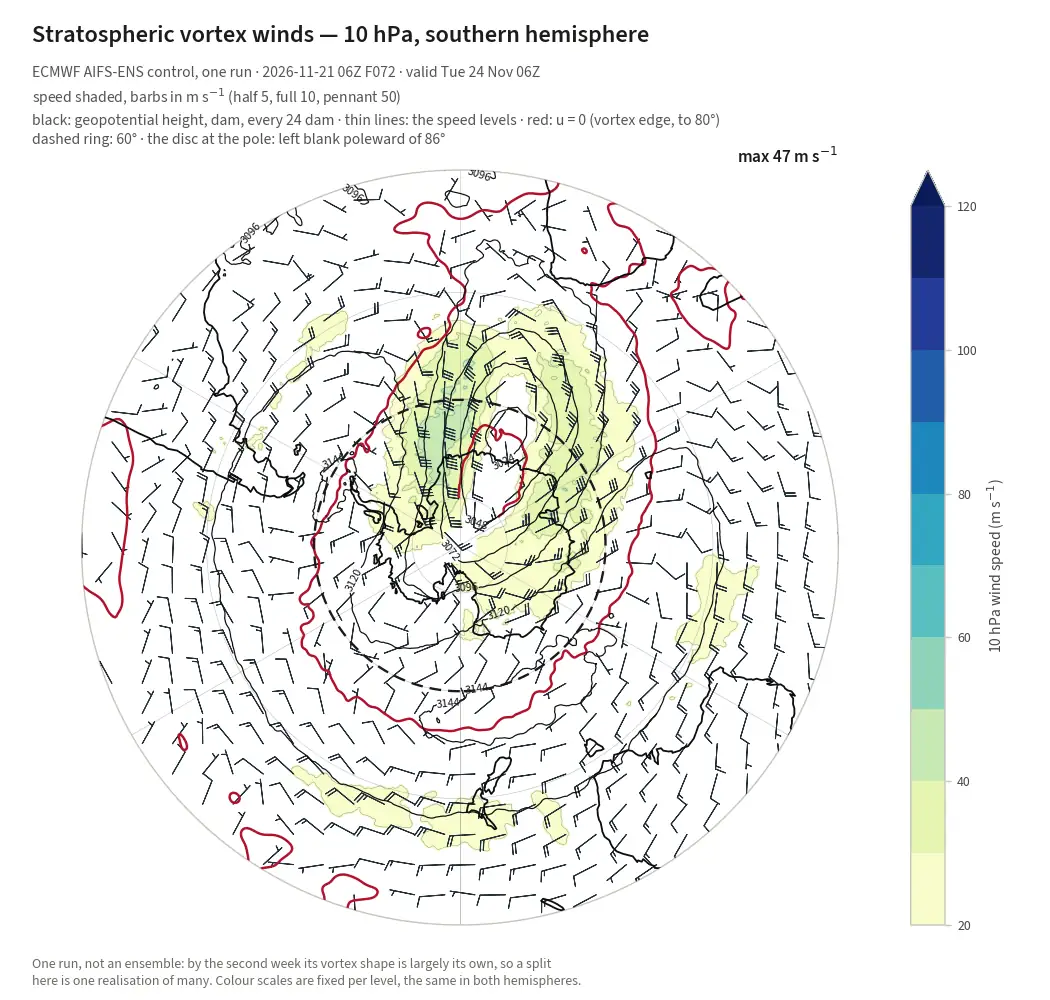 Stratospheric vortex winds — 10 hPa, southern hemisphere
ECMWF AIFS-ENS control, one run · 2026-11-21 06Z F072 · valid Tue 24 Nov 06Z
speed shaded, barbs in m s⁻¹ (half 5, full 10, pennant 50)
black: geopotential height, dam, every 24 dam · thin lines: the speed levels · red: u = 0 (vortex edge, to 80°)
dashed ring: 60° · the disc at the pole: left blank poleward of 86°
max 47 m s⁻¹
3096
3096
3096
3144
3048
3072
3120
3120
3144
3144
120
100
80
60
40
20
10 hPa wind speed (m s⁻¹)
One run, not an ensemble: by the second week its vortex shape is largely its own, so a split
here is one realisation of many. Colour scales are fixed per level, the same in both hemispheres.